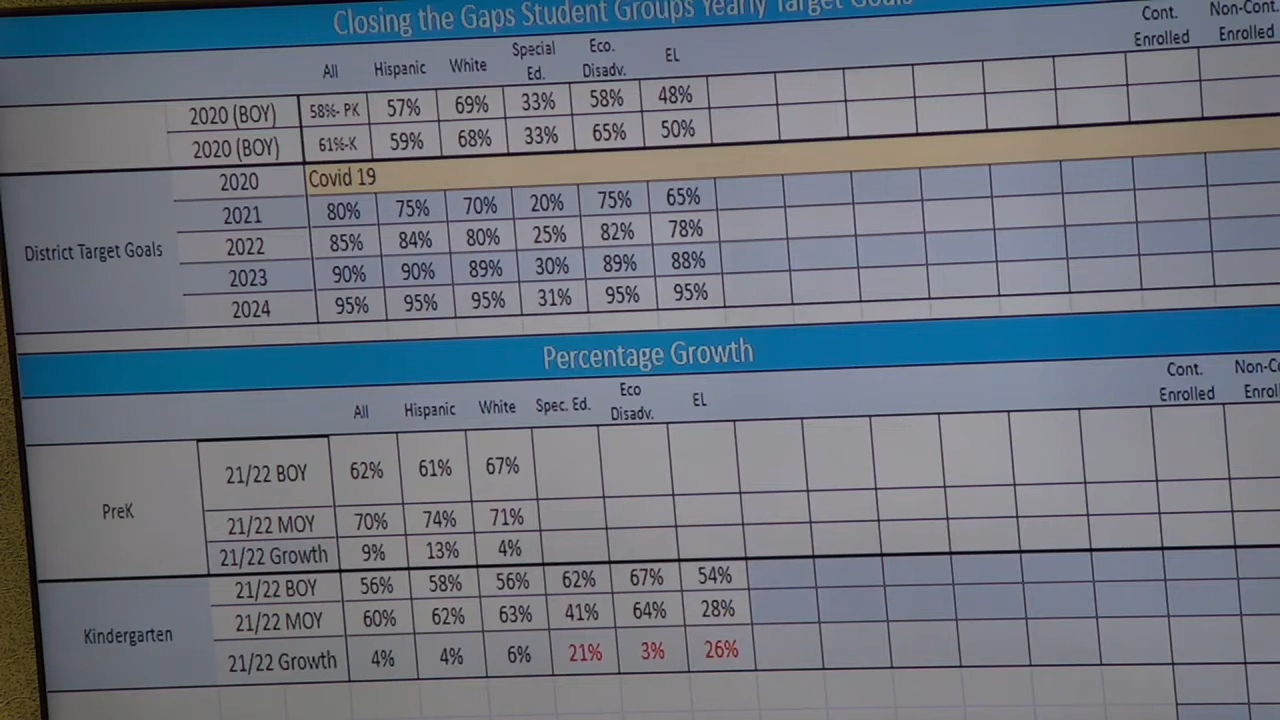 Closing the Gaps Student Groups Yearly Target Goals
All Hispanic White Special Ed. Eco. Disadv. EL Cont. Enrolled Non-Cont. Enrolled
2020 (BOY) 58%- PK 57% 69% 33% 58% 48%
2020 (BOY) 61%-K 59% 68% 33% 65% 50%
2020 Covid 19
District Target Goals
2021 80% 75% 70% 20% 75% 65%
2022 85% 84% 80% 25% 82% 78%
2023 90% 90% 89% 30% 89% 88%
2024 95% 95% 95% 31% 95% 95%
Percentage Growth
All Hispanic White Spec. Ed. Eco Disadv. EL Cont. Enrolled Non-Co Enrol
PreK
21/22 BOY 62% 61% 67%
21/22 MOY 70% 74% 71%
21/22 Growth 9% 13% 4%
Kindergarten
21/22 BOY 56% 58% 56% 62% 67% 54%
21/22 MOY 60% 62% 63% 41% 64% 28%
21/22 Growth 4% 4% 6% 21% 3% 26%